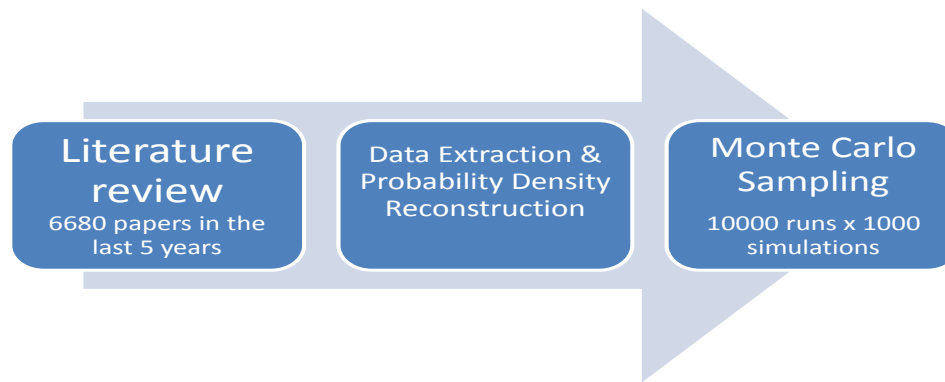 Literature
review
6680 papers in the
last 5 years
Data Extraction &
Probability Density
Reconstruction
Monte Carlo
Sampling
10000 runs x 1000
simulations